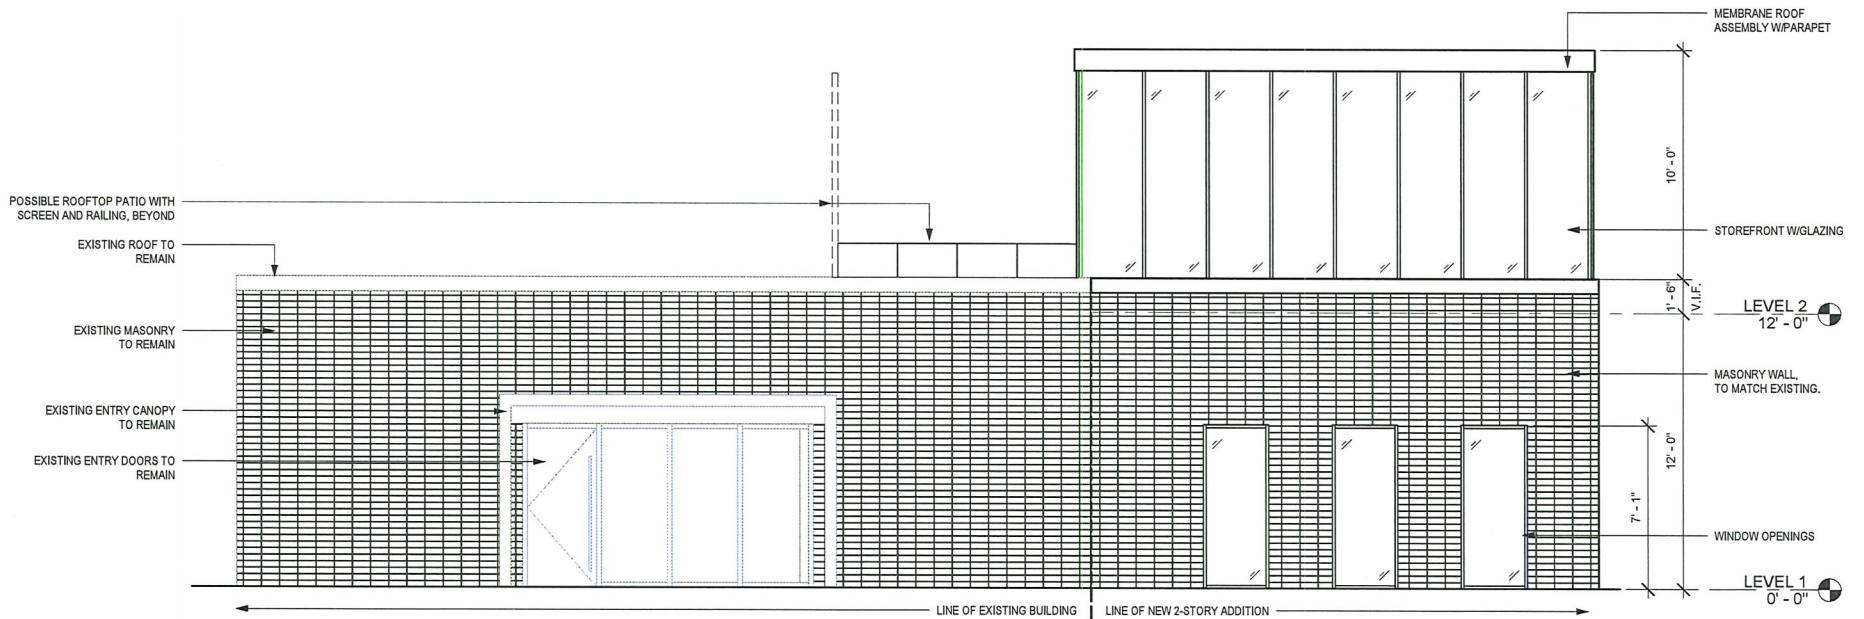 MEMBRANE ROOF
ASSEMBLY W/PARAPET
10' - 0"
POSSIBLE ROOFTOP PATIO WITH
SCREEN AND RAILING, BEYOND
STOREFRONT W/GLAZING
EXISTING ROOF TO
REMAIN
1' - 6"
V.I.F.
LEVEL 2
12' - 0"
EXISTING MASONRY
TO REMAIN
MASONRY WALL,
TO MATCH EXISTING.
EXISTING ENTRY CANOPY
TO REMAIN
12' - 0"
EXISTING ENTRY DOORS TO
REMAIN
7' - 1"
WINDOW OPENINGS
LEVEL 1
0' - 0"
LINE OF EXISTING BUILDING
LINE OF NEW 2-STORY ADDITION